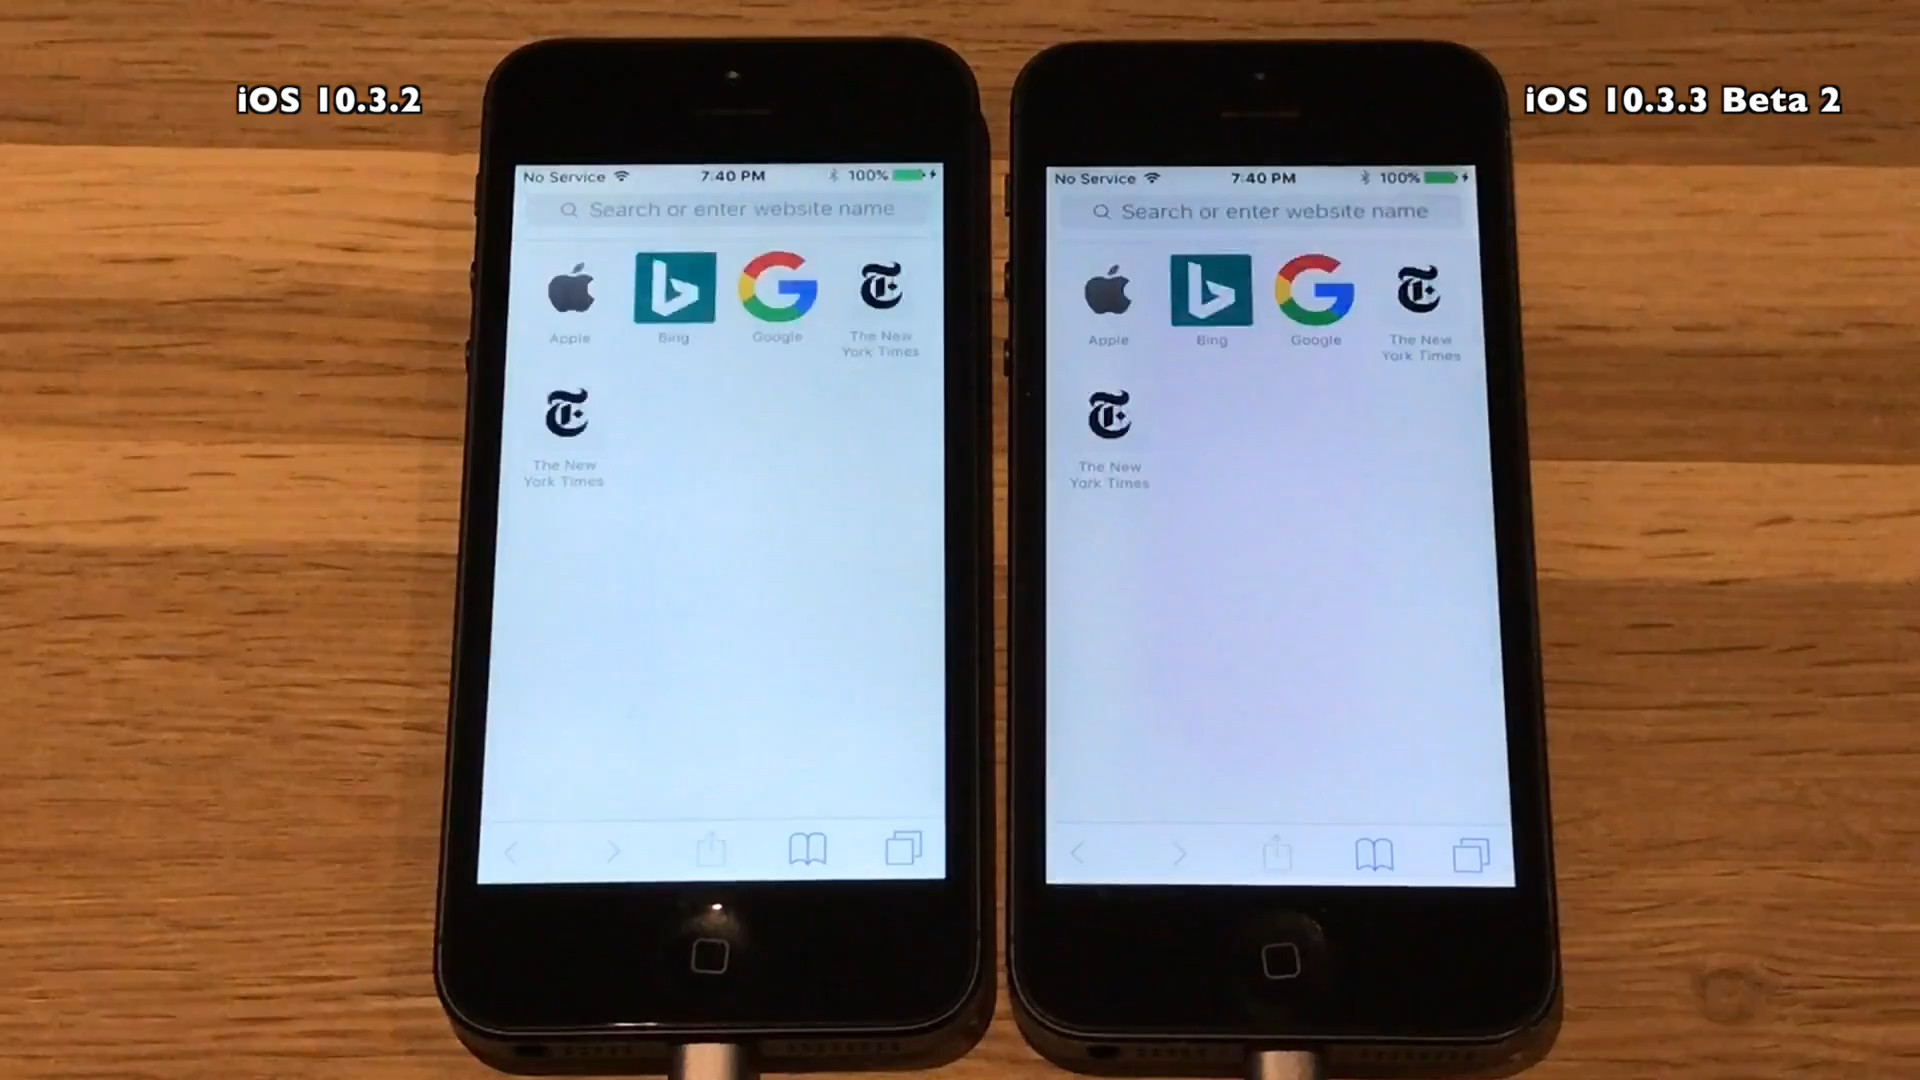 iOS 10.3.2
iOS 10.3.3 Beta 2
No Service 7:40 PM 100%
Search or enter website name
Apple
Bing
Google
The New
York Times
The New
York Times
No Service 7:40 PM 100%
Search or enter website name
Apple
Bing
Google
The New
York Times
The New
York Times